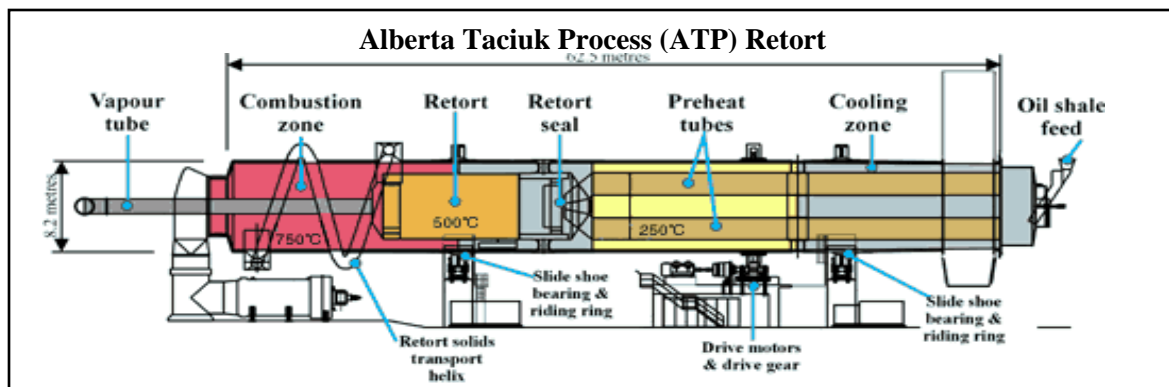 Alberta Taciuk Process (ATP) Retort
62.5 metres
Vapour
tube
Combustion
zone
Retort
Retort
seal
Preheat
tubes
Cooling
zone
Oil shale
feed
8.2 metres
750°C
500°C
250°C
Slide shoe
bearing &
riding ring
Retort solids
transport
helix
Drive motors
& drive gear
Slide shoe
bearing &
riding ring